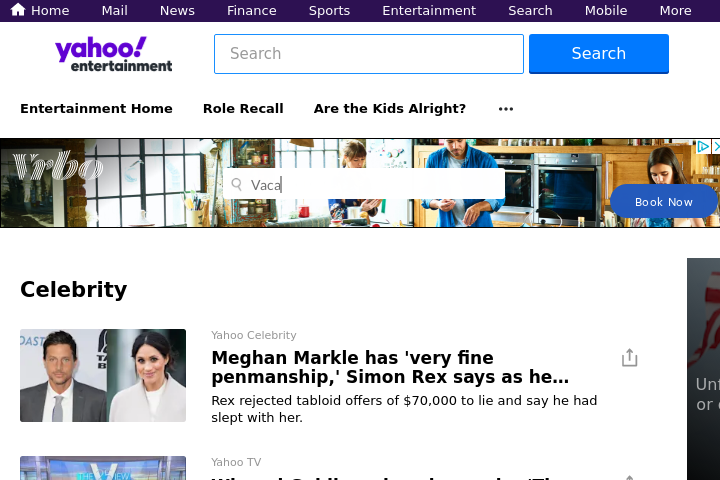 Home Mail News Finance Sports Entertainment Search Mobile More
yahoo!
entertainment
Search
Search
Entertainment Home Role Recall Are the Kids Alright?
Vrbo
Vaca
Book Now
Celebrity
Yahoo Celebrity
Meghan Markle has 'very fine
penmanship,' Simon Rex says as he...
Rex rejected tabloid offers of $70,000 to lie and say he had
slept with her.
Yahoo TV
THE VIEW
or